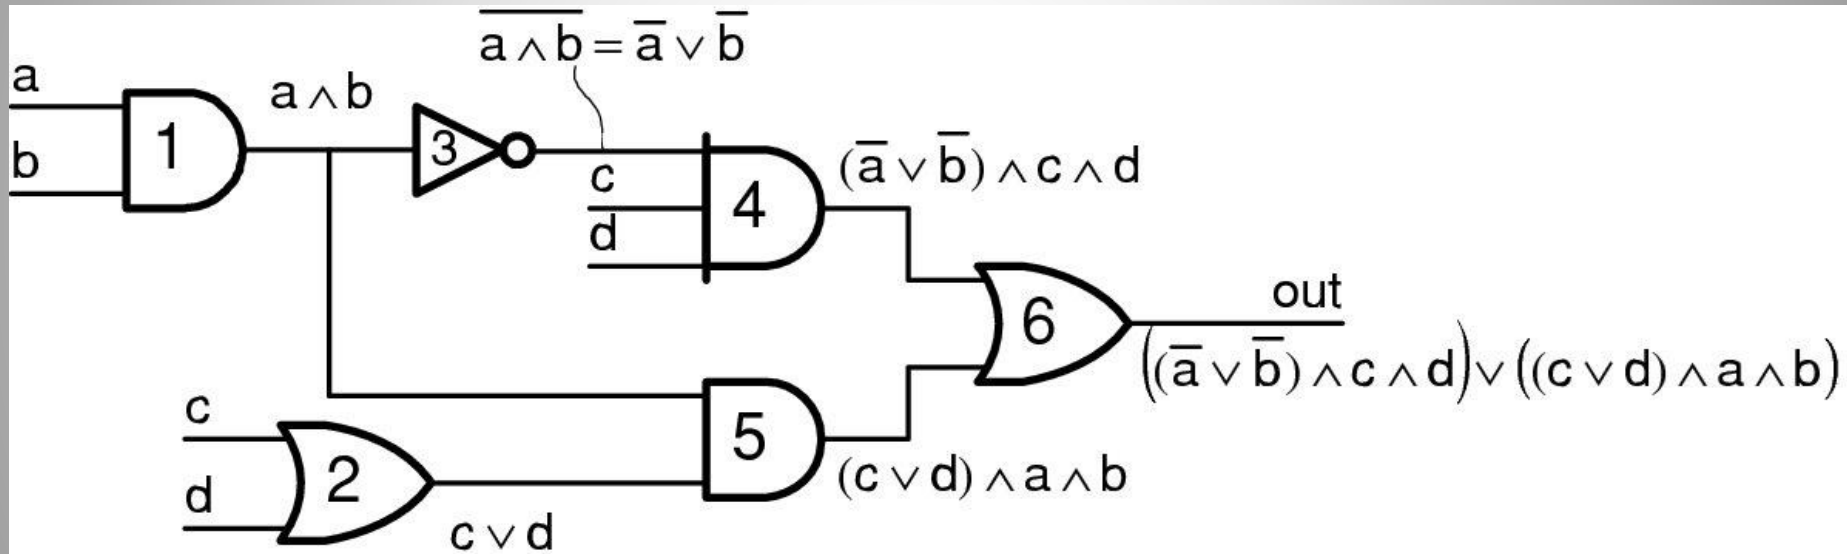 a̅ ̅∧̅ ̅b̅ = a̅ ∨ b̅
a
a ∧ b
b
1
3
c
4
d
(a̅ ∨ b̅) ∧ c ∧ d
out
6
((a̅ ∨ b̅) ∧ c ∧ d) ∨ ((c ∨ d) ∧ a ∧ b)
c
5
2
d
(c ∨ d) ∧ a ∧ b
c ∨ d